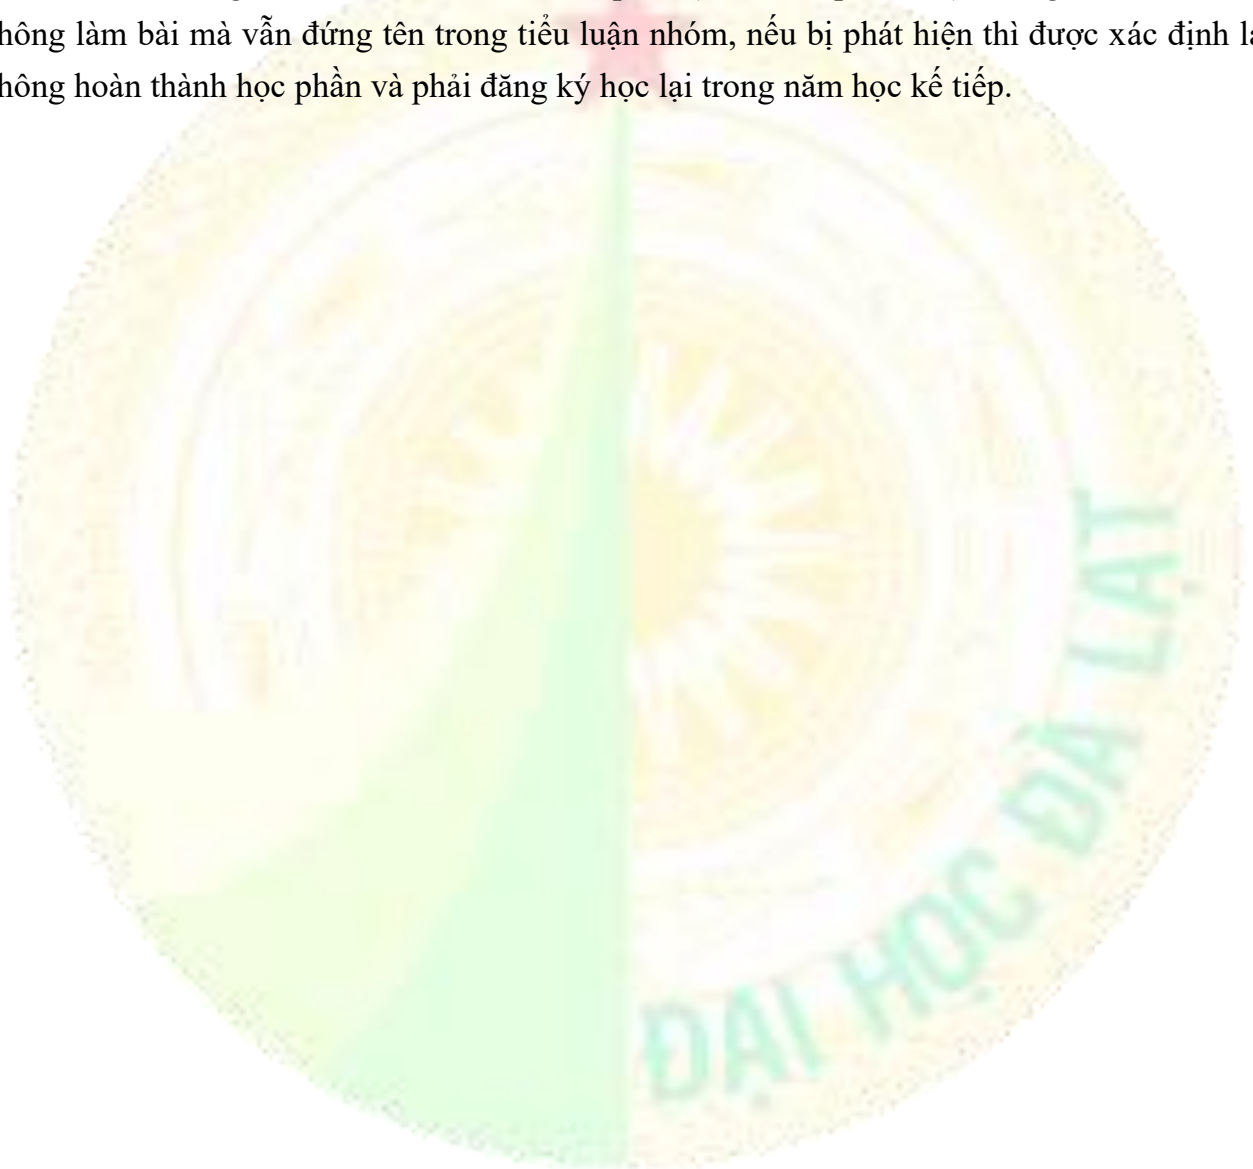 hông làm bài mà vẫn đứng tên trong tiểu luận nhóm, nếu bị phát hiện thì được xác định là
hông hoàn thành học phần và phải đăng ký học lại trong năm học kế tiếp.
ĐẠI HỌC ĐÀ LẠT